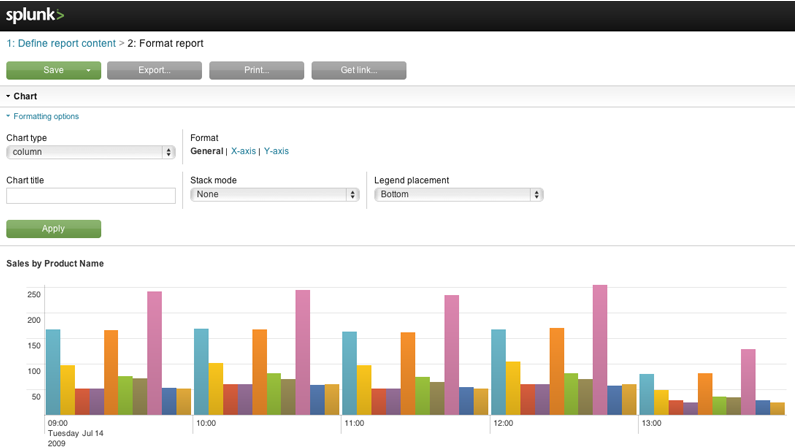 splunk>
1: Define report content > 2: Format report
Save Export... Print... Get link...
Chart
Formatting options
Chart type Format
column General | X-axis | Y-axis
Chart title Stack mode Legend placement
None Bottom
Apply
Sales by Product Name
250
200
150
100
50
09:00 10:00 11:00 12:00 13:00
Tuesday Jul 14
2009